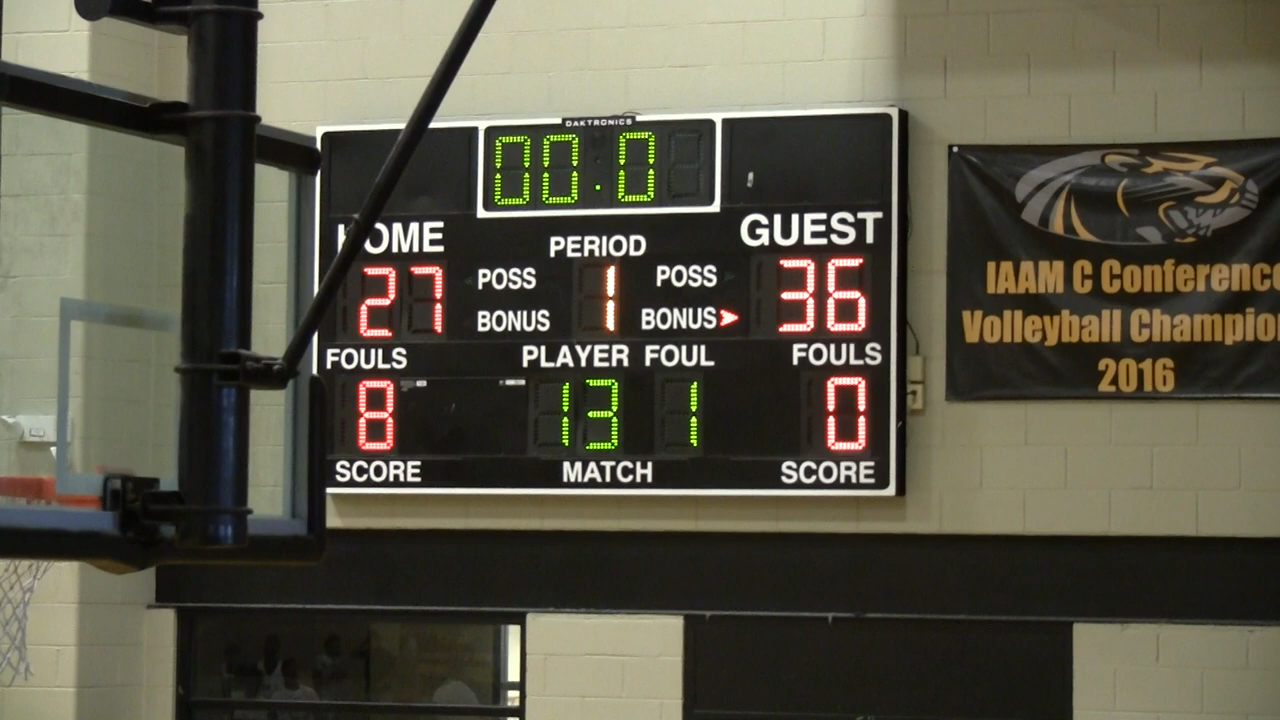 DAKTRONICS
00:0
HOME PERIOD GUEST
27 POSS 1 POSS 36
BONUS BONUS
FOULS PLAYER FOUL FOULS
8 13 1 0
SCORE MATCH SCORE
IAAM C Conference
Volleyball Champion
2016